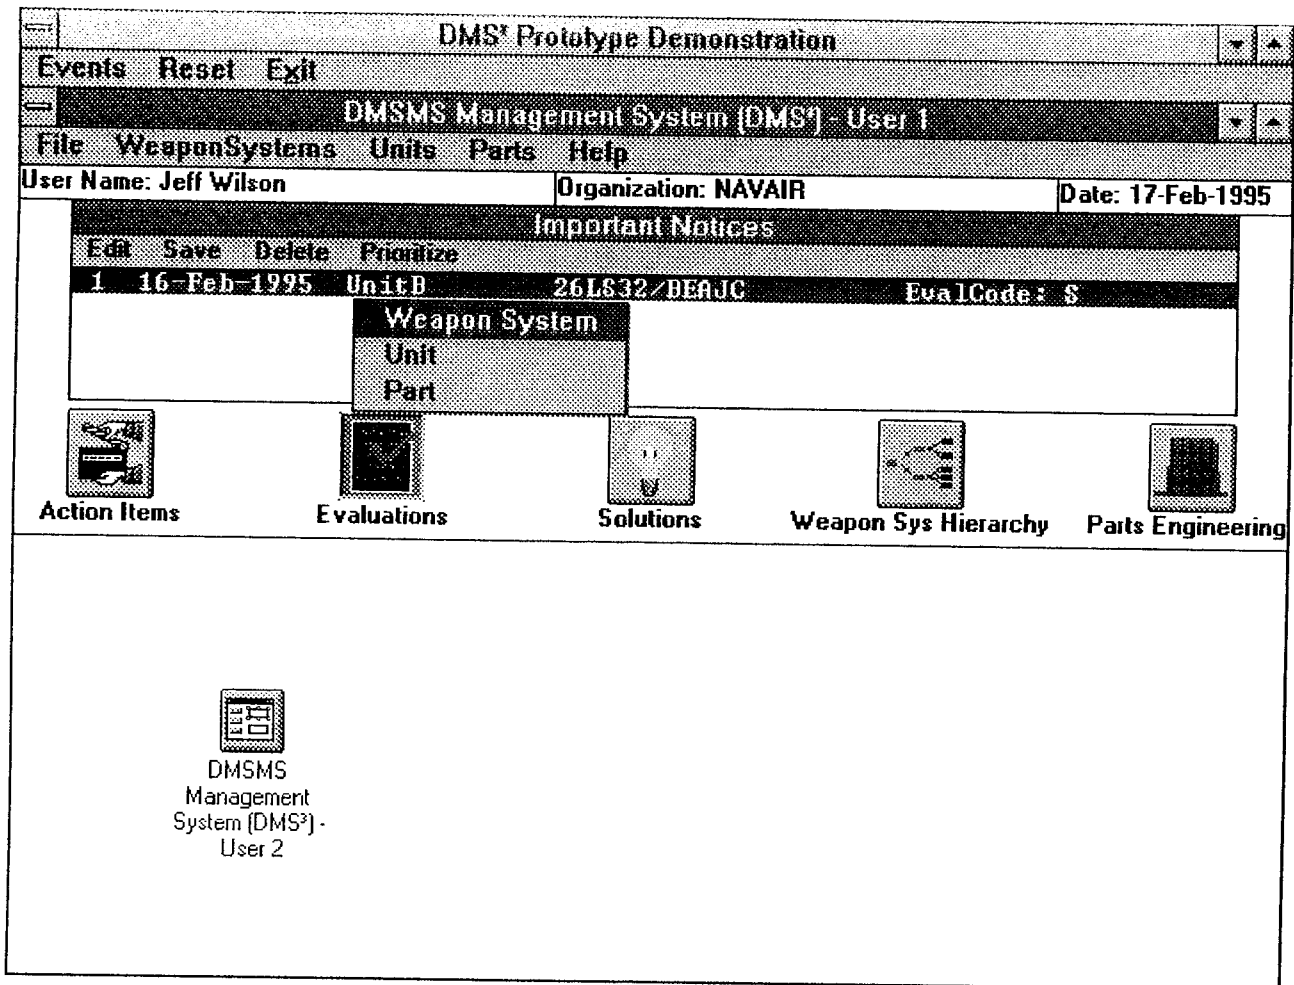 DMS³ Prototype Demonstration
Events Reset Exit
DMSMS Management System (DMS³) - User 1
File WeaponSystems Units Parts Help
User Name: Jeff Wilson Organization: NAVAIR Date: 17-Feb-1995
Important Notices
Edit Save Delete Prioritize
1 16-Feb-1995 UnitB 26LS32/BEAJC EvalCode: S
Weapon System
Unit
Part
Action Items Evaluations Solutions Weapon Sys Hierarchy Parts Engineering
DMSMS
Management
System (DMS³) -
User 2